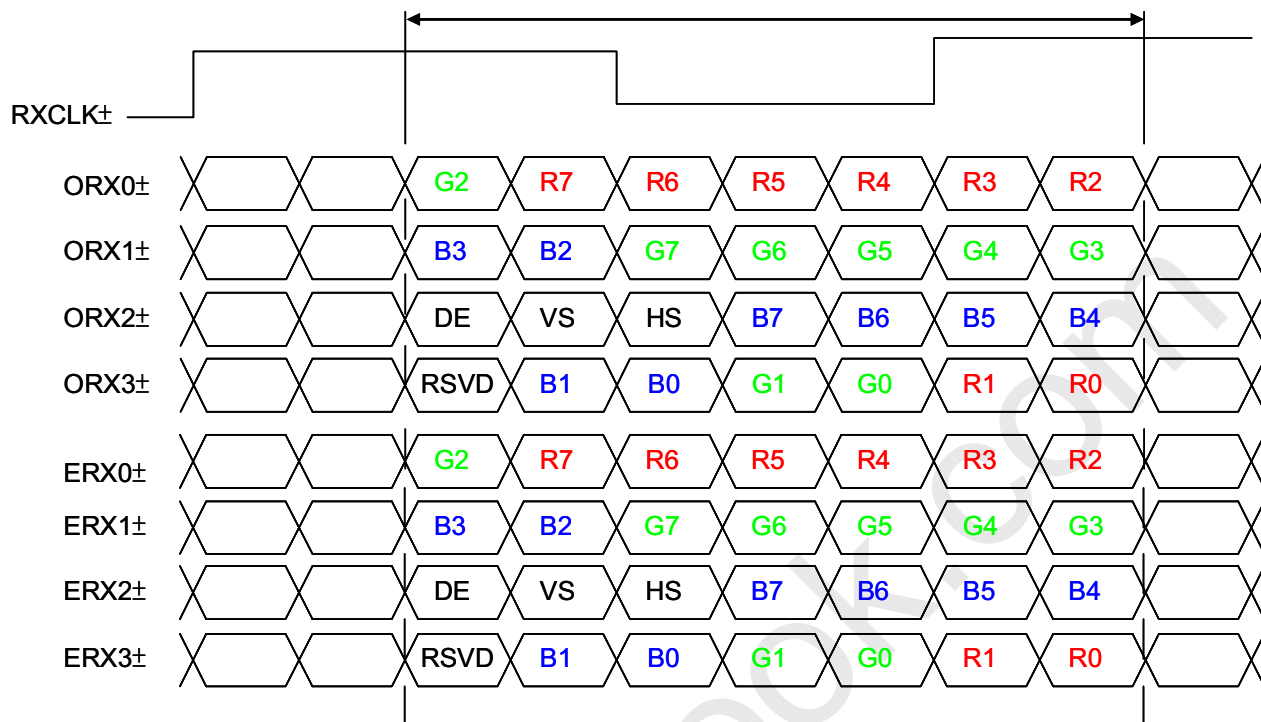 RXCLK±
ORX0± G2 R7 R6 R5 R4 R3 R2
ORX1± B3 B2 G7 G6 G5 G4 G3
ORX2± DE VS HS B7 B6 B5 B4
ORX3± RSVD B1 B0 G1 G0 R1 R0
ERX0± G2 R7 R6 R5 R4 R3 R2
ERX1± B3 B2 G7 G6 G5 G4 G3
ERX2± DE VS HS B7 B6 B5 B4
ERX3± RSVD B1 B0 G1 G0 R1 R0
ook.com